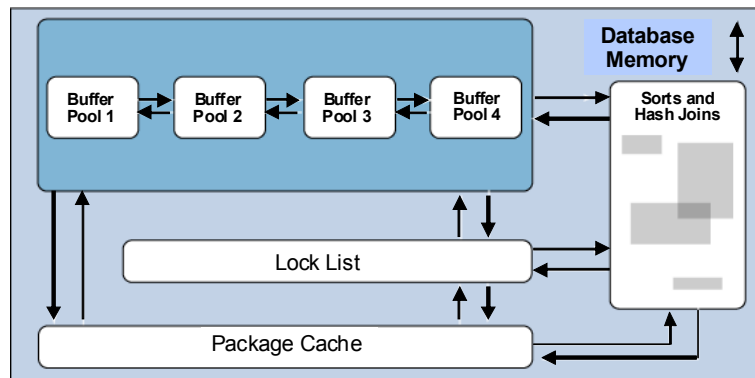 Database
Memory
Buffer
Pool 1
Buffer
Pool 2
Buffer
Pool 3
Buffer
Pool 4
Sorts and
Hash Joins
Lock List
Package Cache